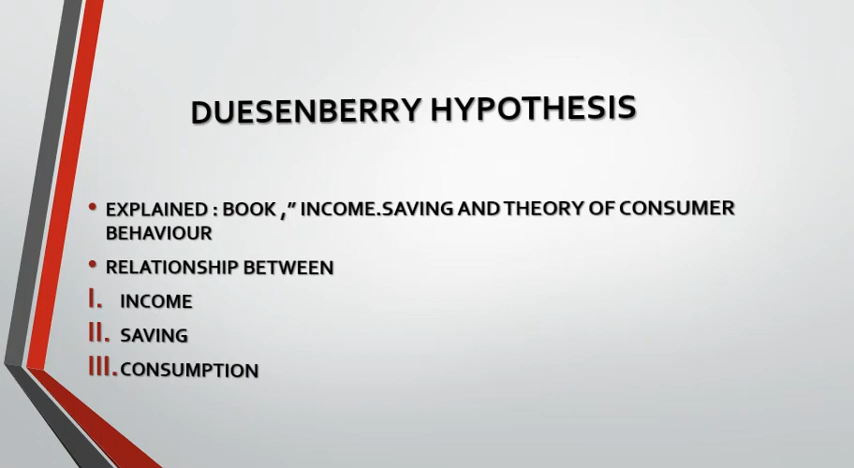 DUESENBERRY HYPOTHESIS
• EXPLAINED : BOOK ,” INCOME.SAVING AND THEORY OF CONSUMER
BEHAVIOUR
• RELATIONSHIP BETWEEN
I. INCOME
II. SAVING
III. CONSUMPTION